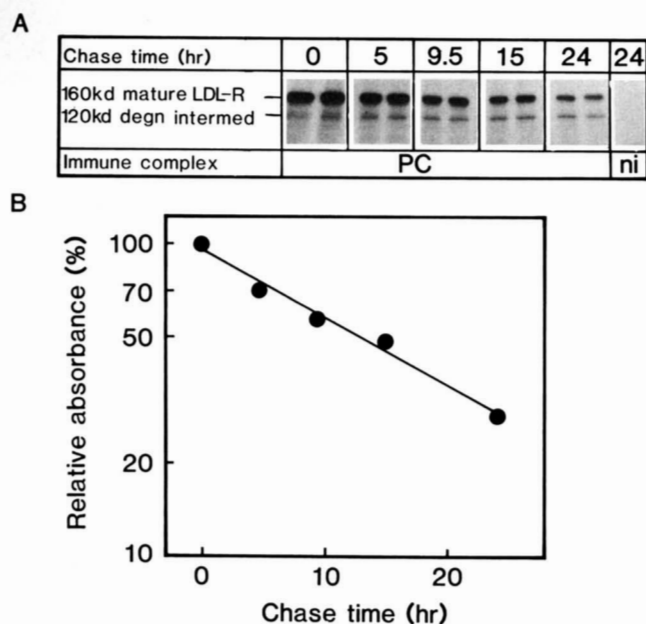 A
Chase time (hr) 0 5 9.5 15 24 24
160kd mature LDL-R
120kd degn intermed
Immune complex PC ni
B
Relative absorbance (%)
100
70
50
20
10
0 10 20
Chase time (hr)